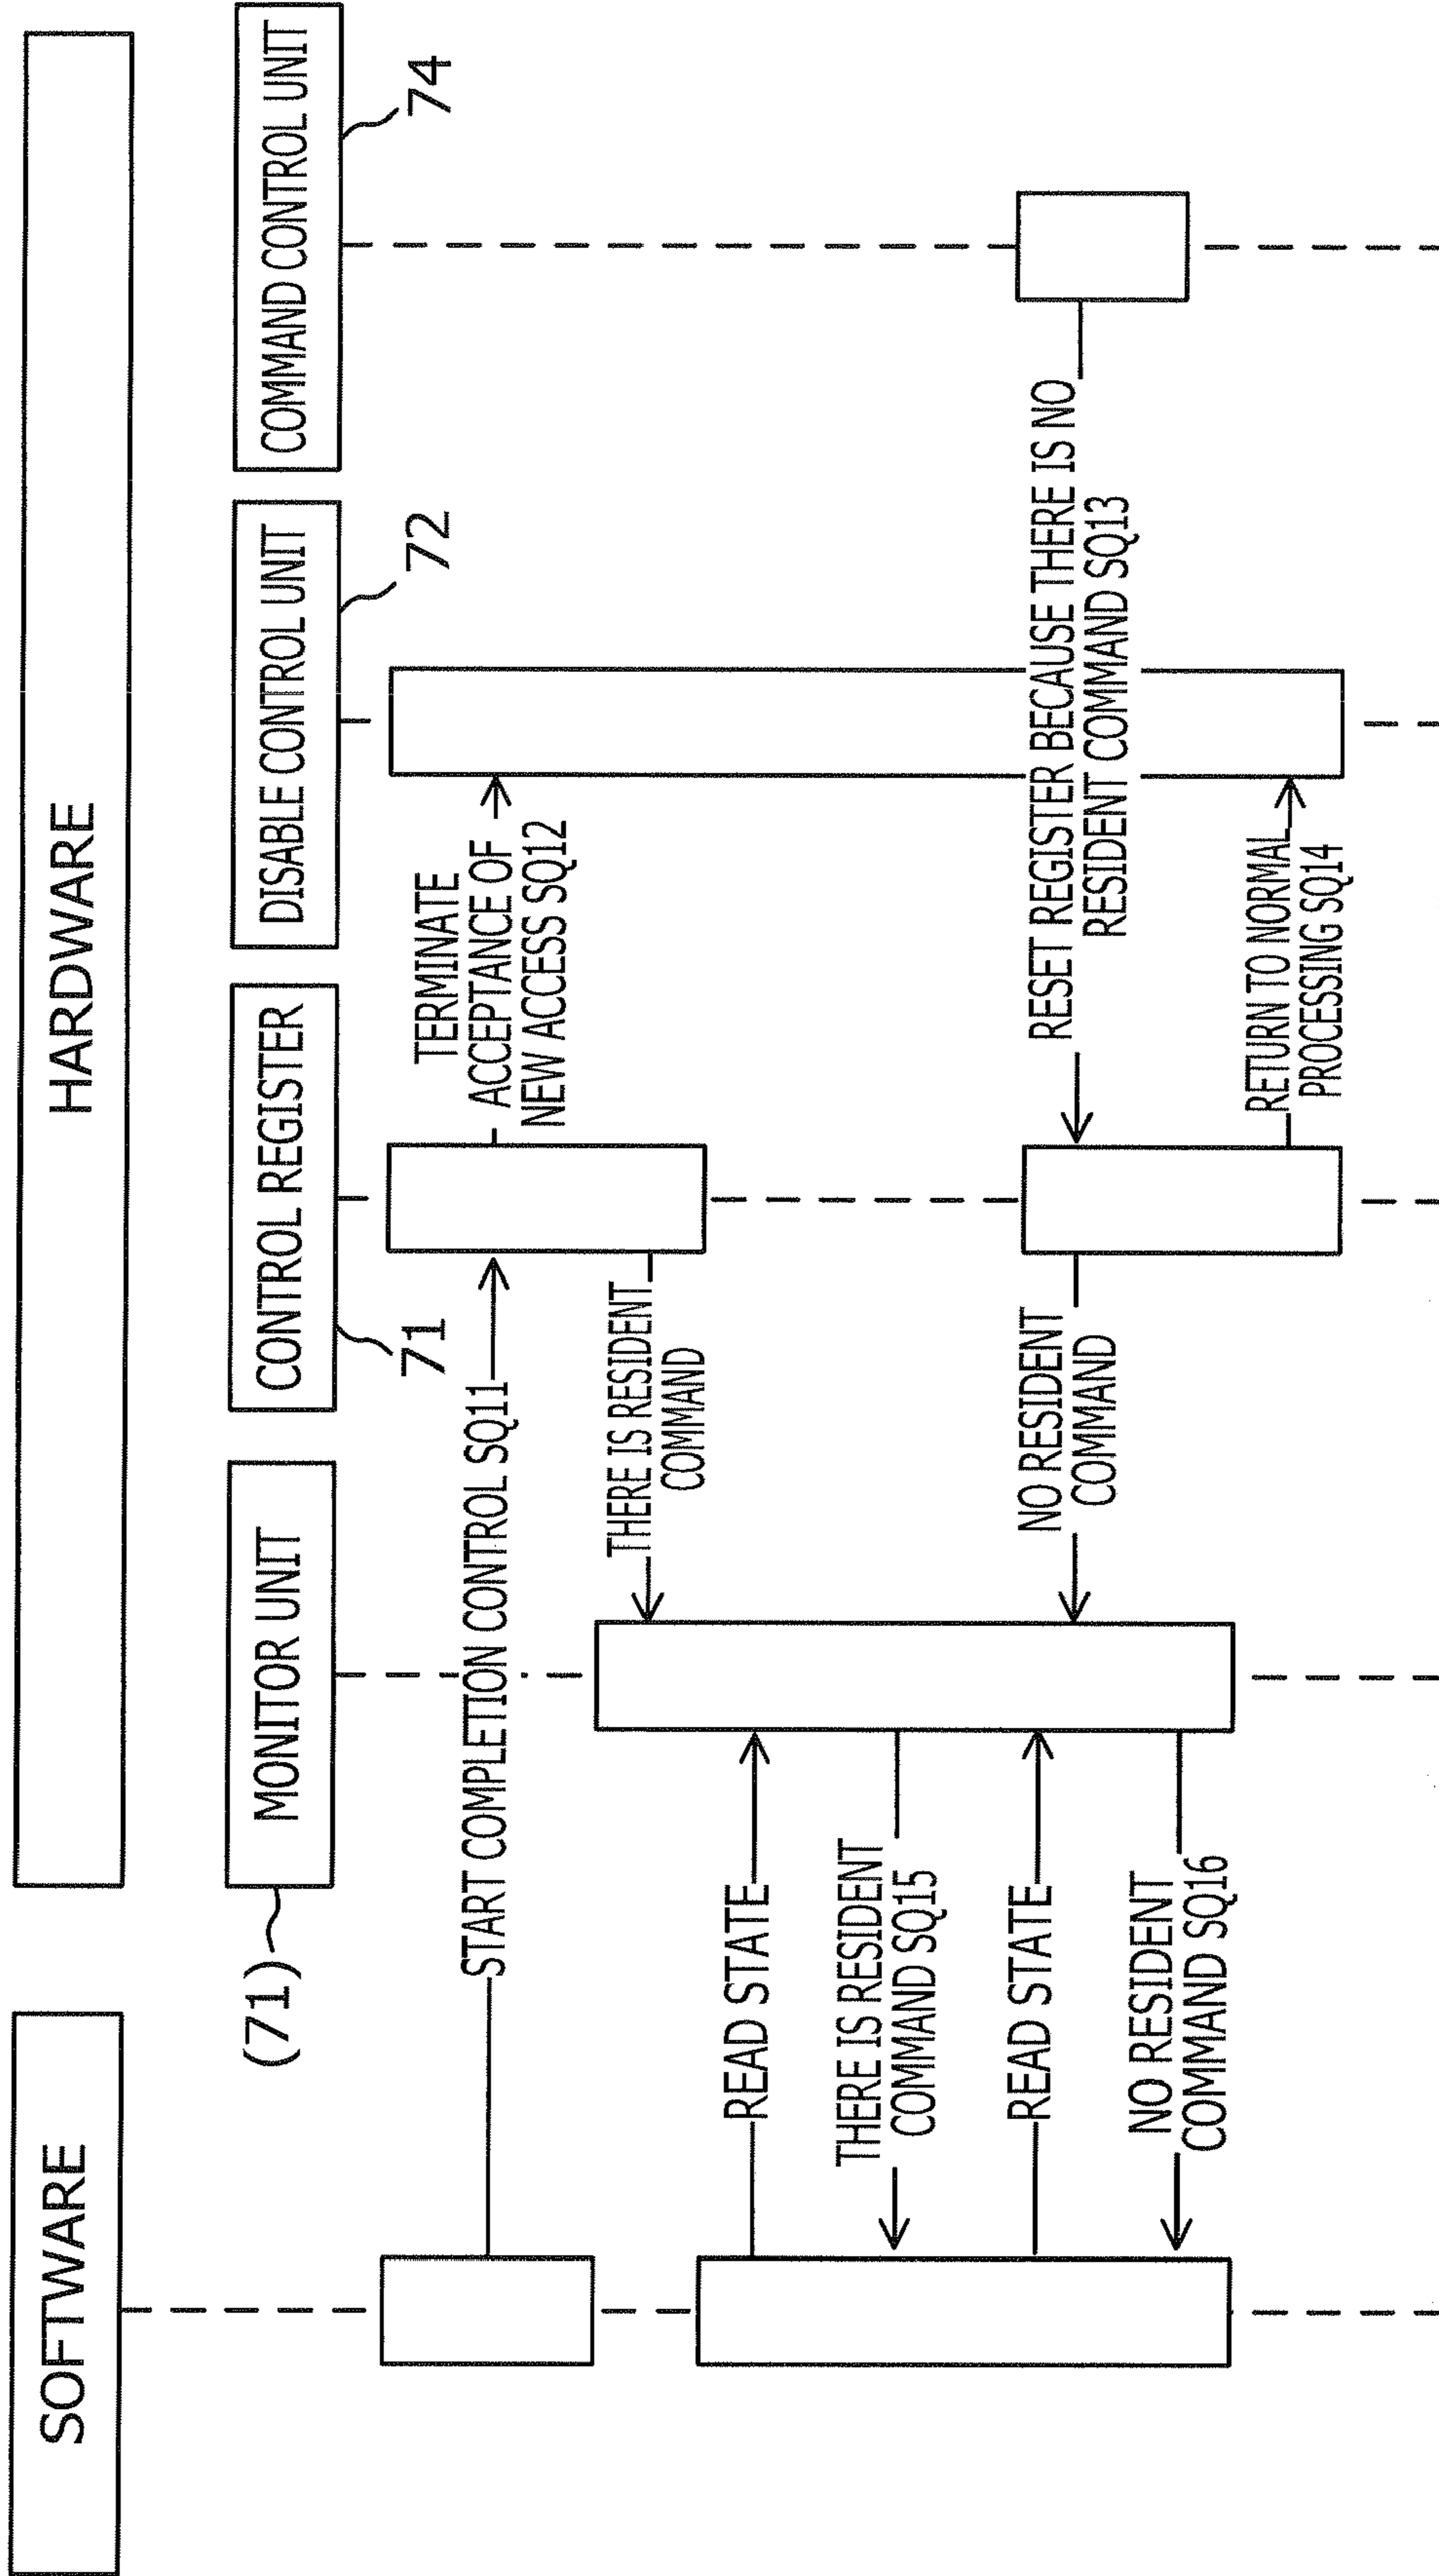 SOFTWARE
HARDWARE
(71)
MONITOR UNIT
CONTROL REGISTER
71
DISABLE CONTROL UNIT
72
COMMAND CONTROL UNIT
74
START COMPLETION CONTROL SQ11
TERMINATE
ACCEPTANCE OF
NEW ACCESS SQ12
THERE IS RESIDENT
COMMAND
READ STATE
THERE IS RESIDENT
COMMAND SQ15
READ STATE
NO RESIDENT
COMMAND
RESET REGISTER BECAUSE THERE IS NO
RESIDENT COMMAND SQ13
NO RESIDENT
COMMAND SQ16
RETURN TO NORMAL
PROCESSING SQ14